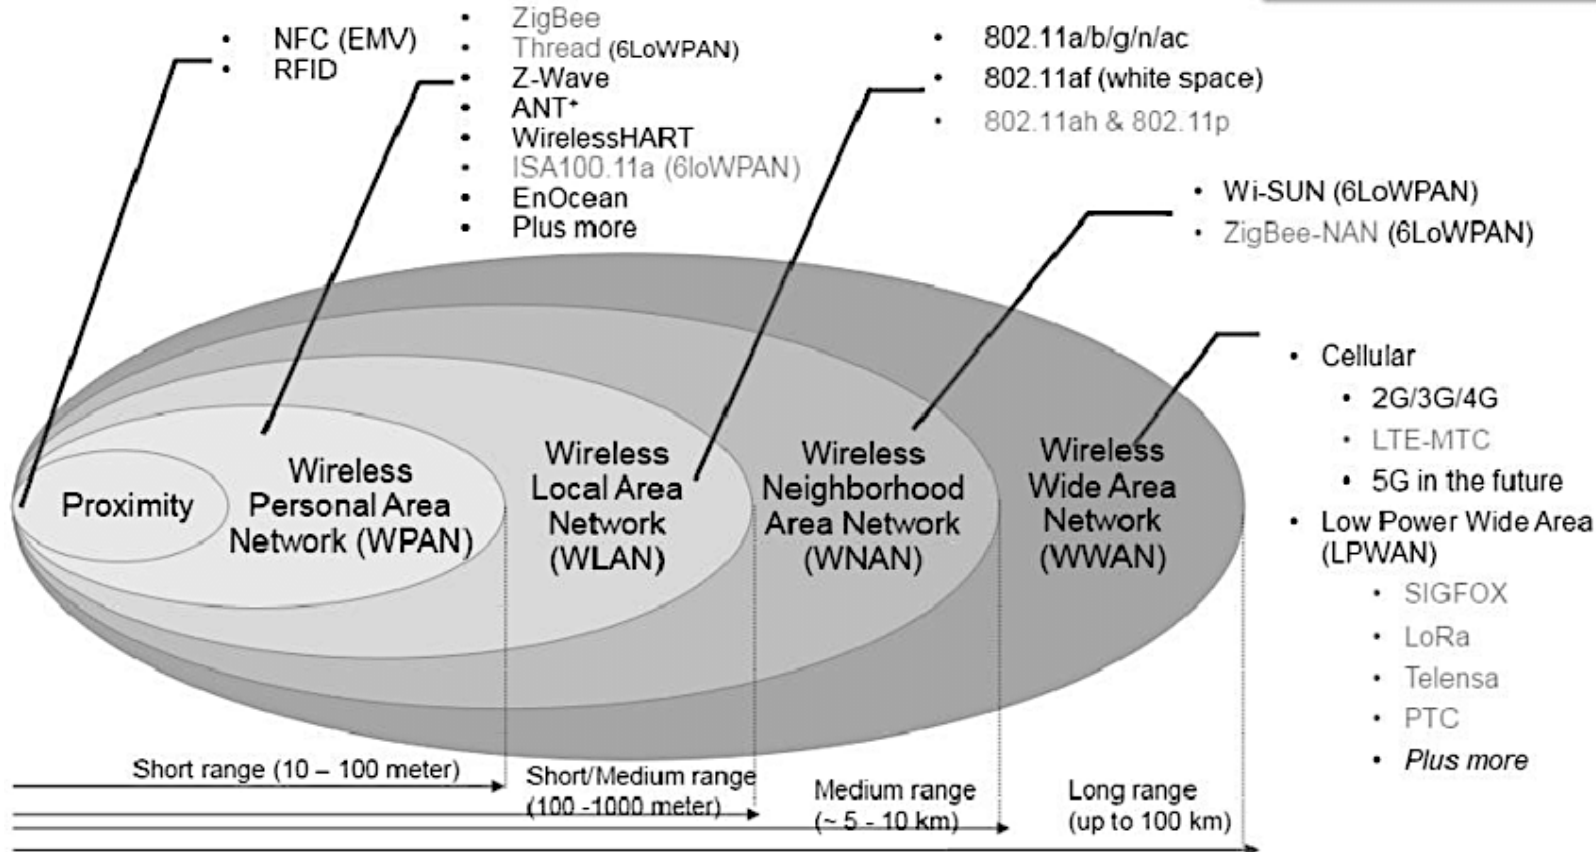 • NFC (EMV)
• RFID
• ZigBee
• Thread (6LoWPAN)
• Z-Wave
• ANT+
• WirelessHART
• ISA100.11a (6loWPAN)
• EnOcean
• Plus more
• 802.11a/b/g/n/ac
• 802.11af (white space)
• 802.11ah & 802.11p
• Wi-SUN (6LoWPAN)
• ZigBee-NAN (6LoWPAN)
• Cellular
• 2G/3G/4G
• LTE-MTC
• 5G in the future
• Low Power Wide Area
(LPWAN)
• SIGFOX
• LoRa
• Telensa
• PTC
• Plus more
Proximity
Wireless
Personal Area
Network (WPAN)
Wireless
Local Area
Network
(WLAN)
Wireless
Neighborhood
Area Network
(WNAN)
Wireless
Wide Area
Network
(WWAN)
Short range (10 – 100 meter)
Short/Medium range
(100 -1000 meter)
Medium range
(~ 5 - 10 km)
Long range
(up to 100 km)